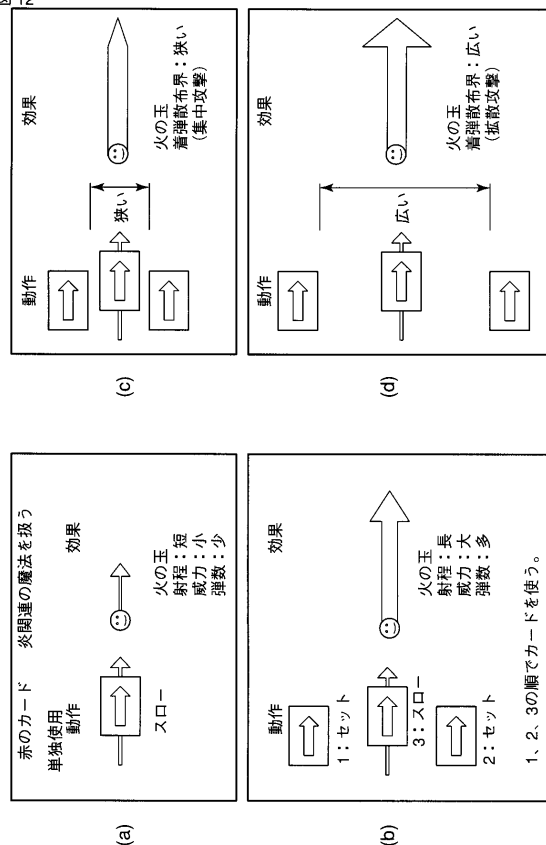 図12
(a)
赤のカード　炎関連の魔法を扱う
単独使用
動作
効果
スロー
火の玉
射程：短
威力：小
弾数：少
(b)
動作
効果
1：セット
3：スロー
2：セット
火の玉
射程：長
威力：大
弾数：多
1、2、3の順でカードを使う。
(c)
動作
効果
狭い
火の玉
着弾散布界：狭い
(集中攻撃)
(d)
動作
効果
広い
火の玉
着弾散布界：広い
(拡散攻撃)